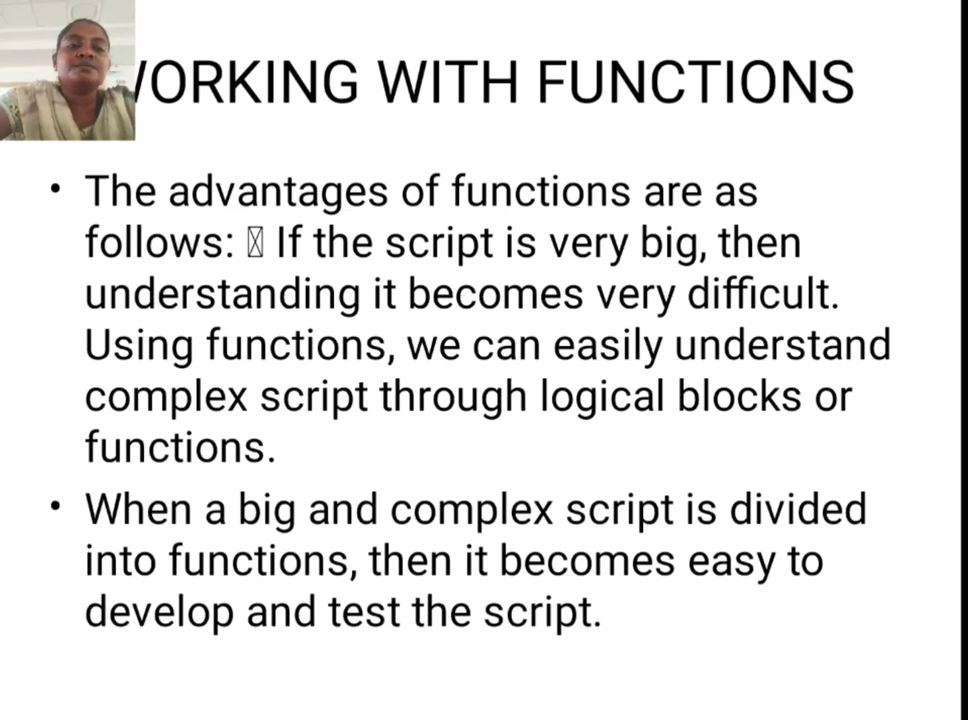 WORKING WITH FUNCTIONS
• The advantages of functions are as
follows: If the script is very big, then
understanding it becomes very difficult.
Using functions, we can easily understand
complex script through logical blocks or
functions.
• When a big and complex script is divided
into functions, then it becomes easy to
develop and test the script.